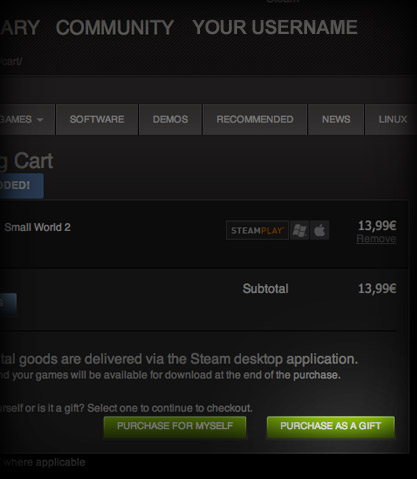 Steam
ARY COMMUNITY YOUR USERNAME
/cart/
GAMES SOFTWARE DEMOS RECOMMENDED NEWS LINUX
g Cart
DDED!
Small World 2 STEAMPLAY 13,99€
Remove
Subtotal 13,99€
tal goods are delivered via the Steam desktop application.
nd your games will be available for download at the end of the purchase.
urself or is it a gift? Select one to continue to checkout.
PURCHASE FOR MYSELF PURCHASE AS A GIFT
where applicable